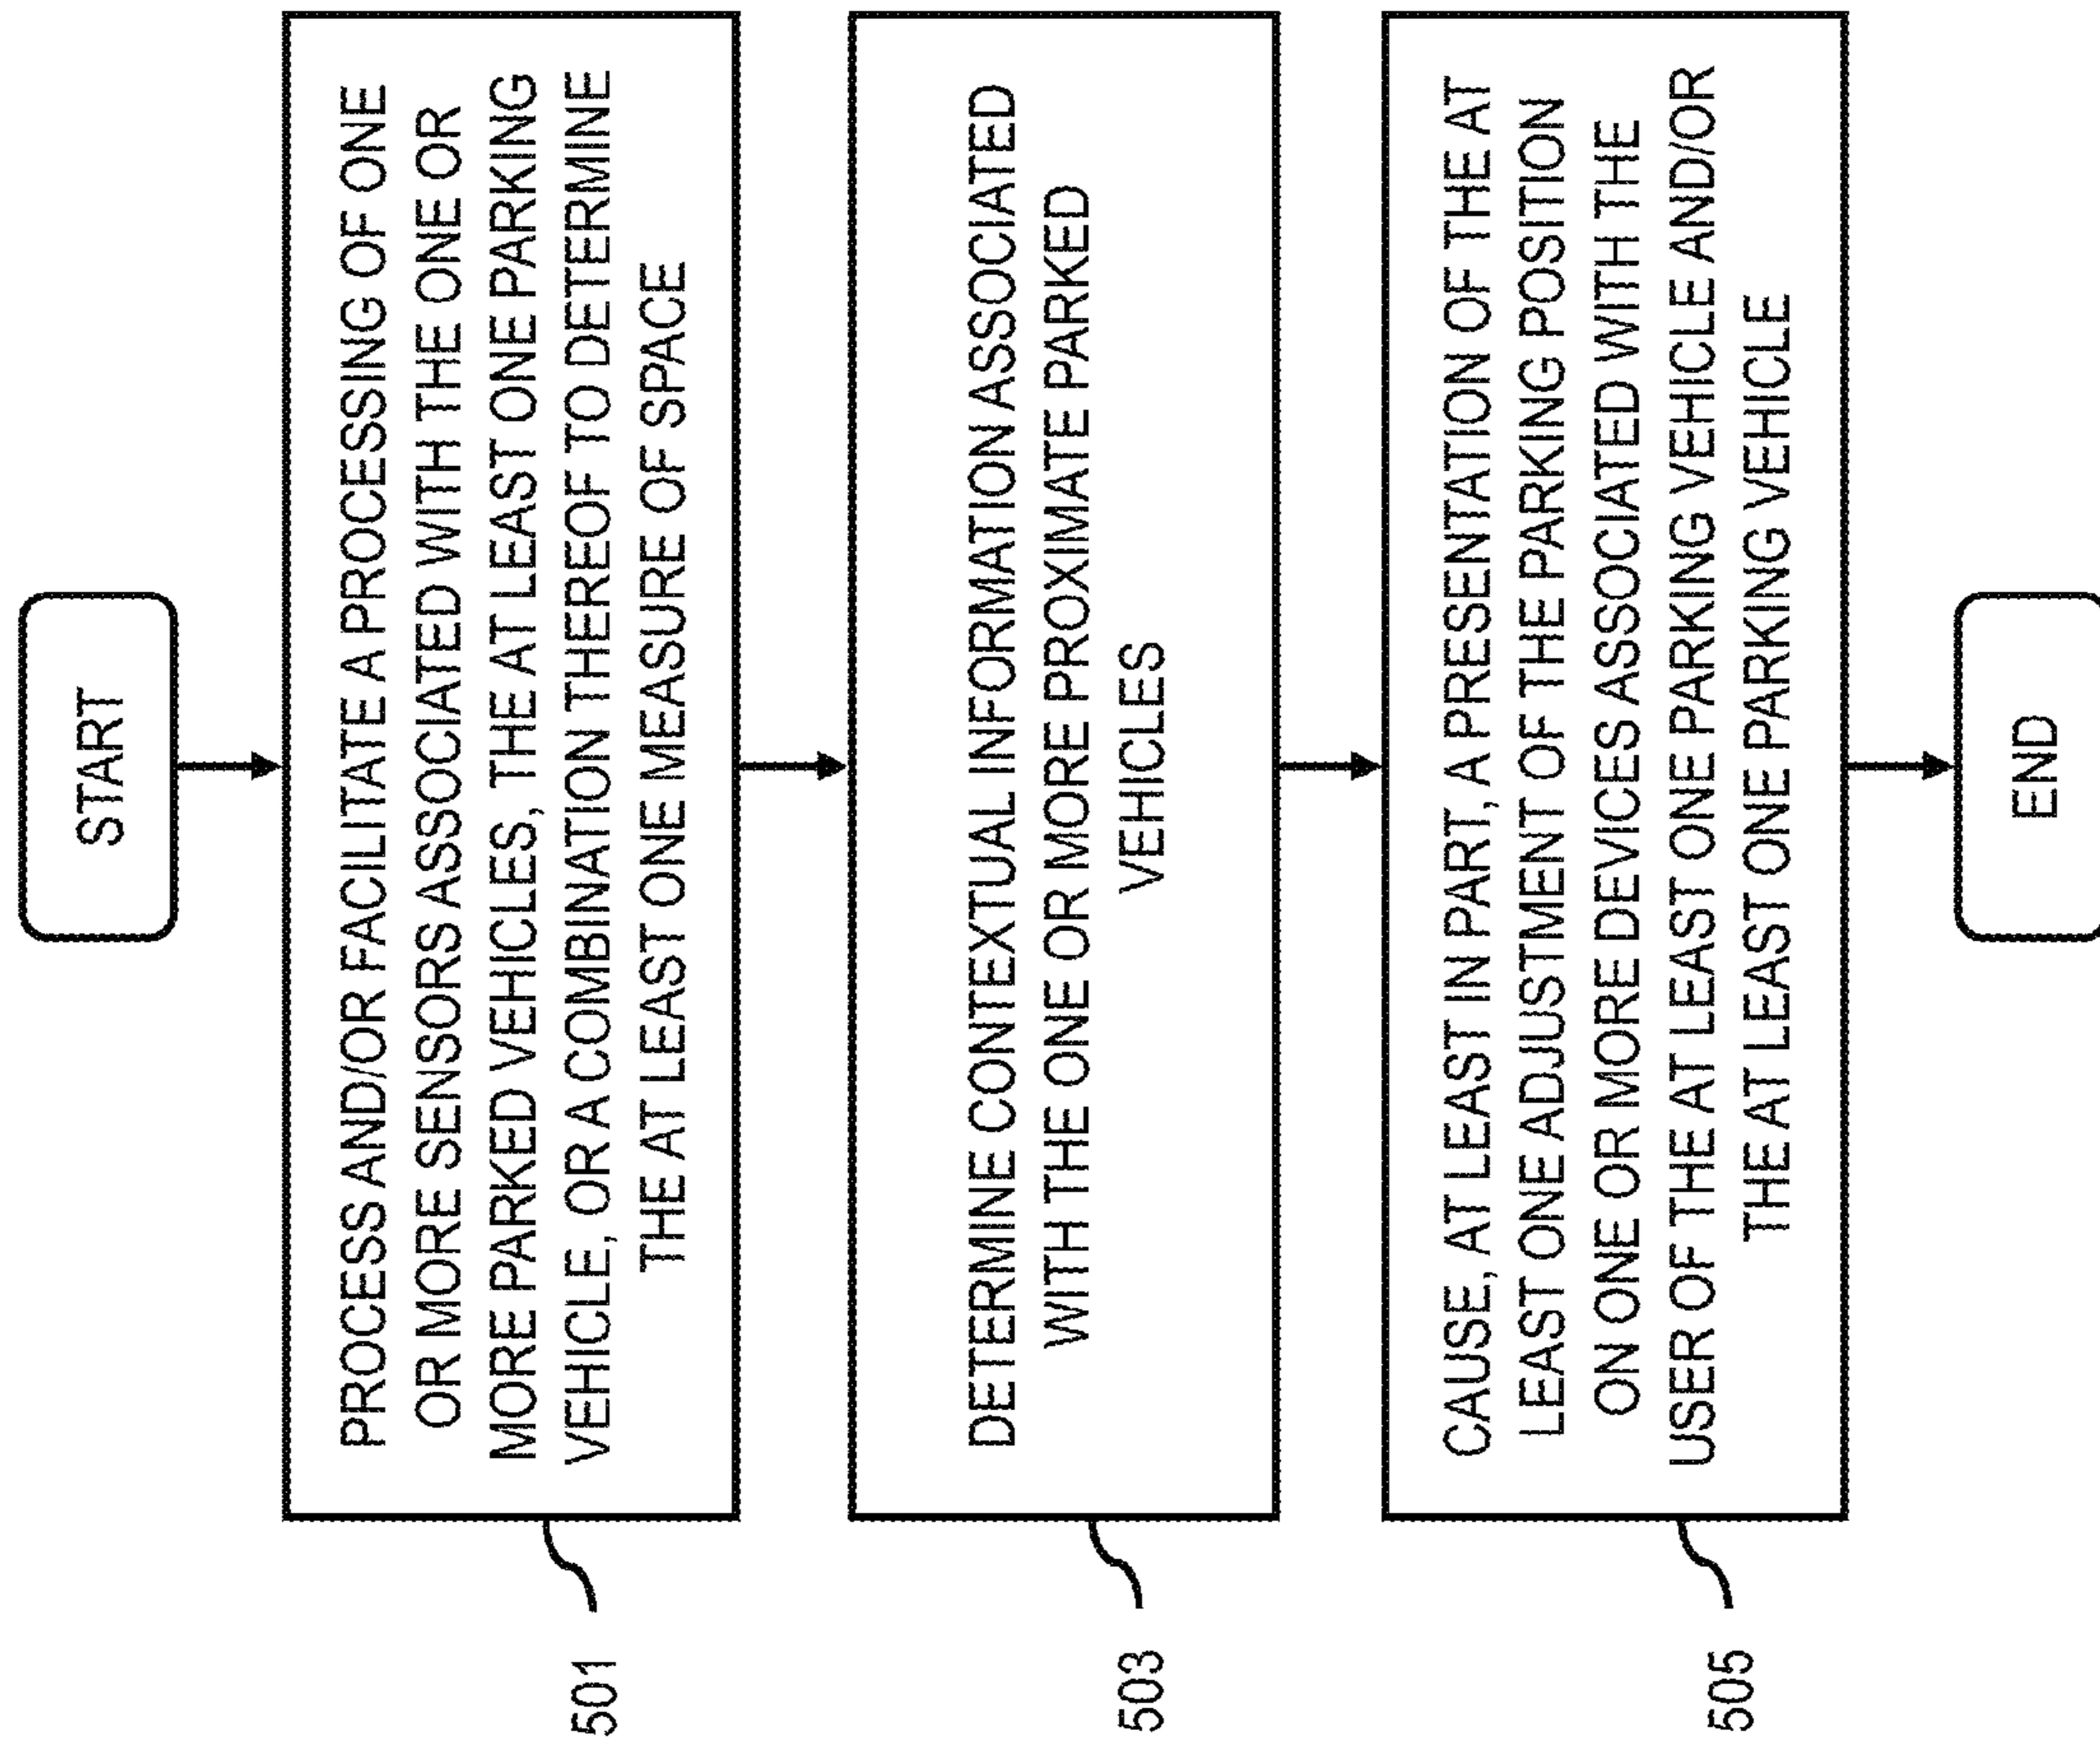 START
PROCESS AND/OR FACILITATE A PROCESSING OF ONE
OR MORE SENSORS ASSOCIATED WITH THE ONE OR
MORE PARKED VEHICLES, THE AT LEAST ONE PARKING
VEHICLE, OR A COMBINATION THEREOF TO DETERMINE
THE AT LEAST ONE MEASURE OF SPACE
501
DETERMINE CONTEXTUAL INFORMATION ASSOCIATED
WITH THE ONE OR MORE PROXIMATE PARKED
VEHICLES
503
CAUSE, AT LEAST IN PART, A PRESENTATION OF THE AT
LEAST ONE ADJUSTMENT OF THE PARKING POSITION
ON ONE OR MORE DEVICES ASSOCIATED WITH THE
USER OF THE AT LEAST ONE PARKING VEHICLE AND/OR
THE AT LEAST ONE PARKING VEHICLE
505
END